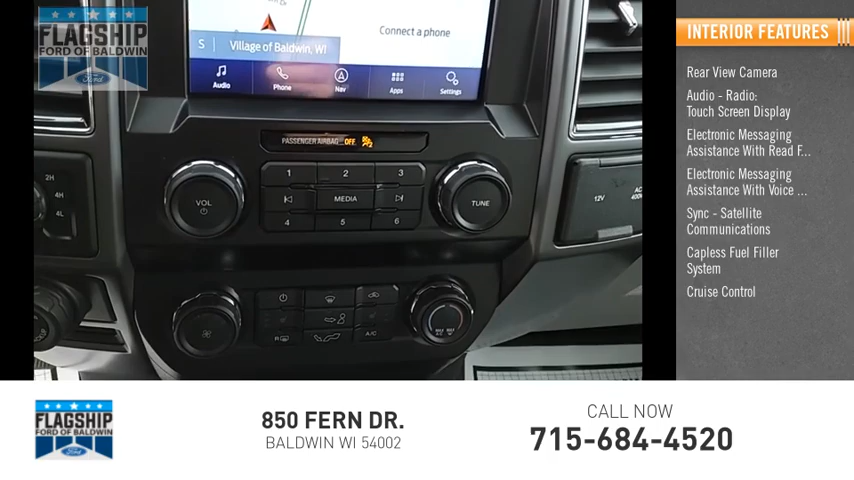 FLAGSHIP
FORD OF BALDWIN
Ford
Connect a phone
S Village of Baldwin, WI
Audio Phone Nav Apps Settings
PASSENGER AIRBAG OFF
2H
4H
4L
VOL
1 2 3
MEDIA
4 5 6
TUNE
12V
A/C
R
MAX A/C
INTERIOR FEATURES
Rear View Camera
Audio - Radio:
Touch Screen Display
Electronic Messaging
Assistance With Read F...
Electronic Messaging
Assistance With Voice ...
Sync - Satellite
Communications
Capless Fuel Filler
System
Cruise Control
FLAGSHIP
FORD OF BALDWIN
Ford
850 FERN DR.
BALDWIN WI 54002
CALL NOW
715-684-4520